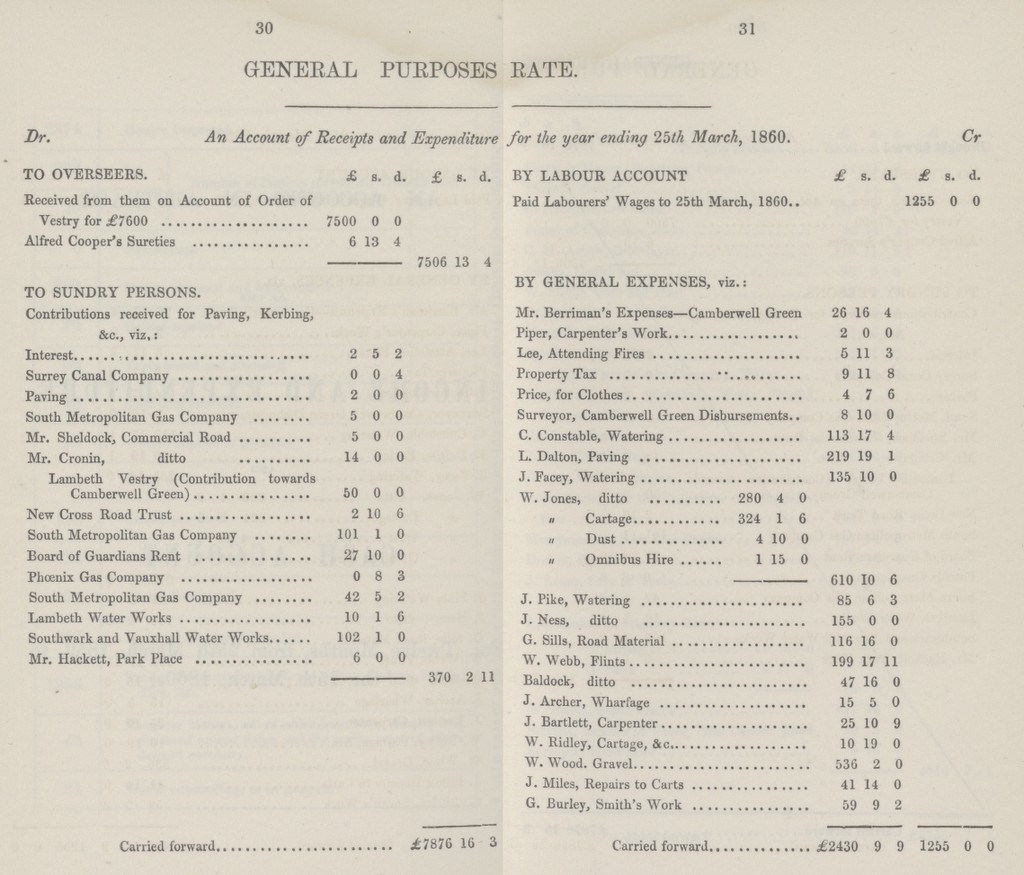 30
GENERAL PURPOSES
Dr. An Account of Receipts and Expenditure
TO OVERSEERS. £ s. d. £ s. d.
Received from them on Account of Order of
Vestry for £7600 .................... 7500 0 0
Alfred Cooper's Sureties ................ 6 13 4
7506 13 4
TO SUNDRY PERSONS.
Contributions received for Paving, Kerbing,
&c., viz,:
Interest................................ 2 5 2
Surrey Canal Company .................. 0 0 4
Paving ................................ 2 0 0
South Metropolitan Gas Company ........ 5 0 0
Mr. Sheldock, Commercial Road .......... 5 0 0
Mr. Cronin, ditto .......... 14 0 0
Lambeth Vestry (Contribution towards
Camberwell Green) ................ 50 0 0
New Cross Road Trust .................. 2 10 6
South Metropolitan Gas Company ........ 101 1 0
Board of Guardians Rent ................ 27 10 0
Phœnix Gas Company .................. 0 8 3
South Metropolitan Gas Company ........ 42 5 2
Lambeth Water Works .................. 10 1 6
Southwark and Vauxhall Water Works...... 102 1 0
Mr. Hackett, Park Place ................ 6 0 0
370 2 11
Carried forward........................ £7876 16 3
31
RATE.
for the year ending 25th March, 1860. Cr
BY LABOUR ACCOUNT £ s. d. £ s. d.
Paid Labourers' Wages to 25th March, 1860.. 1255 0 0
BY GENERAL EXPENSES, viz.:
Mr. Berriman's Expenses—Camberwell Green 26 16 4
Piper, Carpenter's Work.................. 2 0 0
Lee, Attending Fires .................... 5 11 3
Property Tax .......................... 9 11 8
Price, for Clothes........................ 4 7 6
Surveyor, Camberwell Green Disbursements.. 8 10 0
C. Constable, Watering .................. 113 17 4
L. Dalton, Paving ...................... 219 19 1
J. Facey, Watering ...................... 135 10 0
W. Jones, ditto .......... 280 4 0
" Cartage............ 324 1 6
" Dust .............. 4 10 0
" Omnibus Hire ...... 1 15 0
610 10 6
J. Pike, Watering ...................... 85 6 3
J. Ness, ditto ...................... 155 0 0
G. Sills, Road Material .................. 116 16 0
W. Webb, Flints ........................ 199 17 11
Baldock, ditto ........................ 47 16 0
J. Archer, Wharfage .................... 15 5 0
J. Bartlett, Carpenter.................... 25 10 9
W. Ridley, Cartage, &c................... 10 19 0
W. Wood. Gravel........................ 536 2 0
J. Miles, Repairs to Carts ................ 41 14 0
G. Burley, Smith's Work ................ 59 9 2
Carried forward.............. £2430 9 9 1255 0 0